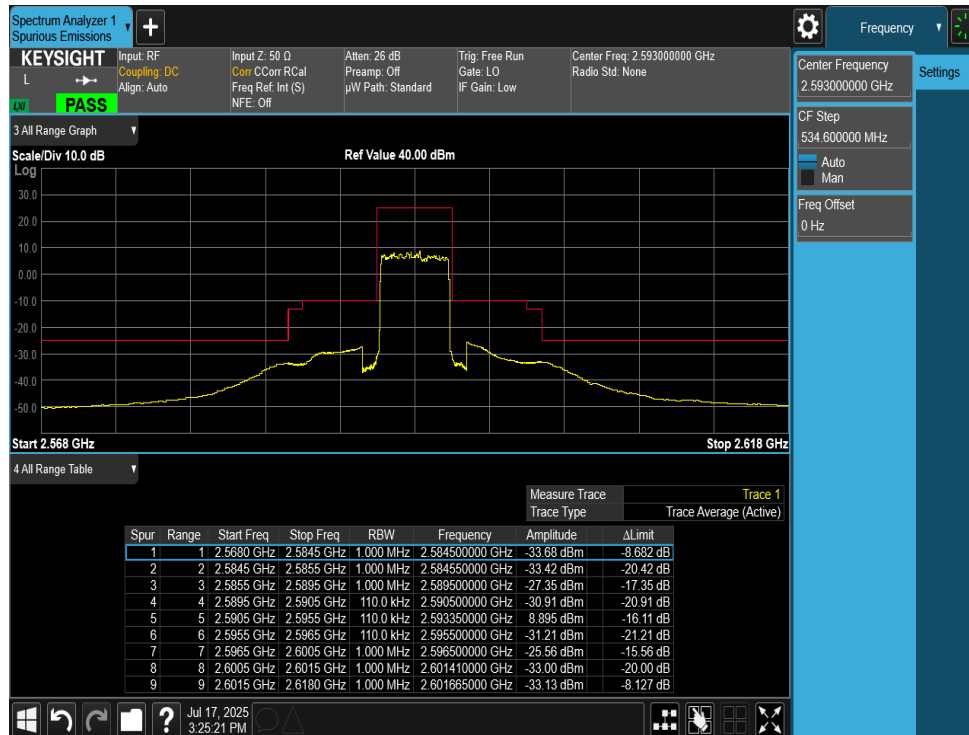 Spectrum Analyzer 1
Spurious Emissions
+
Frequency
KEYSIGHT
L
LXI
PASS
Input: RF
Coupling: DC
Align: Auto
Input Z: 50 Ω
Corr CCorr RCal
Freq Ref: Int (S)
NFE: Off
Atten: 26 dB
Preamp: Off
µW Path: Standard
Trig: Free Run
Gate: LO
IF Gain: Low
Center Freq: 2.593000000 GHz
Radio Std: None
Center Frequency
2.593000000 GHz
Settings
CF Step
534.600000 MHz
Auto
Man
Freq Offset
0 Hz
3 All Range Graph
Scale/Div 10.0 dB Ref Value 40.00 dBm
Log
30.0
20.0
10.0
0.00
-10.0
-20.0
-30.0
-40.0
-50.0
Start 2.568 GHz Stop 2.618 GHz
4 All Range Table
Measure Trace Trace 1
Trace Type Trace Average (Active)
Spur Range Start Freq Stop Freq RBW Frequency Amplitude ΔLimit
1 1 2.5680 GHz 2.5845 GHz 1.000 MHz 2.584500000 GHz -33.68 dBm -8.682 dB
2 2 2.5845 GHz 2.5855 GHz 1.000 MHz 2.584550000 GHz -33.42 dBm -20.42 dB
3 3 2.5855 GHz 2.5895 GHz 1.000 MHz 2.589500000 GHz -27.35 dBm -17.35 dB
4 4 2.5895 GHz 2.5905 GHz 110.0 kHz 2.590500000 GHz -30.91 dBm -20.91 dB
5 5 2.5905 GHz 2.5955 GHz 110.0 kHz 2.593350000 GHz 8.895 dBm -16.11 dB
6 6 2.5955 GHz 2.5965 GHz 110.0 kHz 2.595500000 GHz -31.21 dBm -21.21 dB
7 7 2.5965 GHz 2.6005 GHz 1.000 MHz 2.596500000 GHz -25.56 dBm -15.56 dB
8 8 2.6005 GHz 2.6015 GHz 1.000 MHz 2.601410000 GHz -33.00 dBm -20.00 dB
9 9 2.6015 GHz 2.6180 GHz 1.000 MHz 2.601665000 GHz -33.13 dBm -8.127 dB
?
Jul 17, 2025
3:25:21 PM